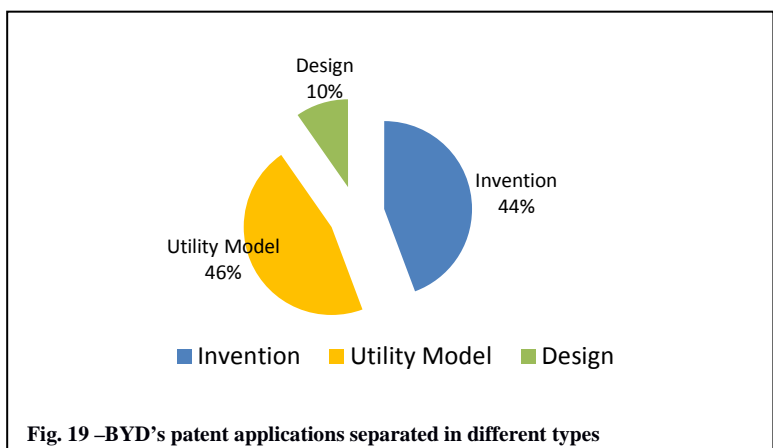 Design
10%
Invention
44%
Utility Model
46%
Invention Utility Model Design
Fig. 19 –BYD's patent applications separated in different types